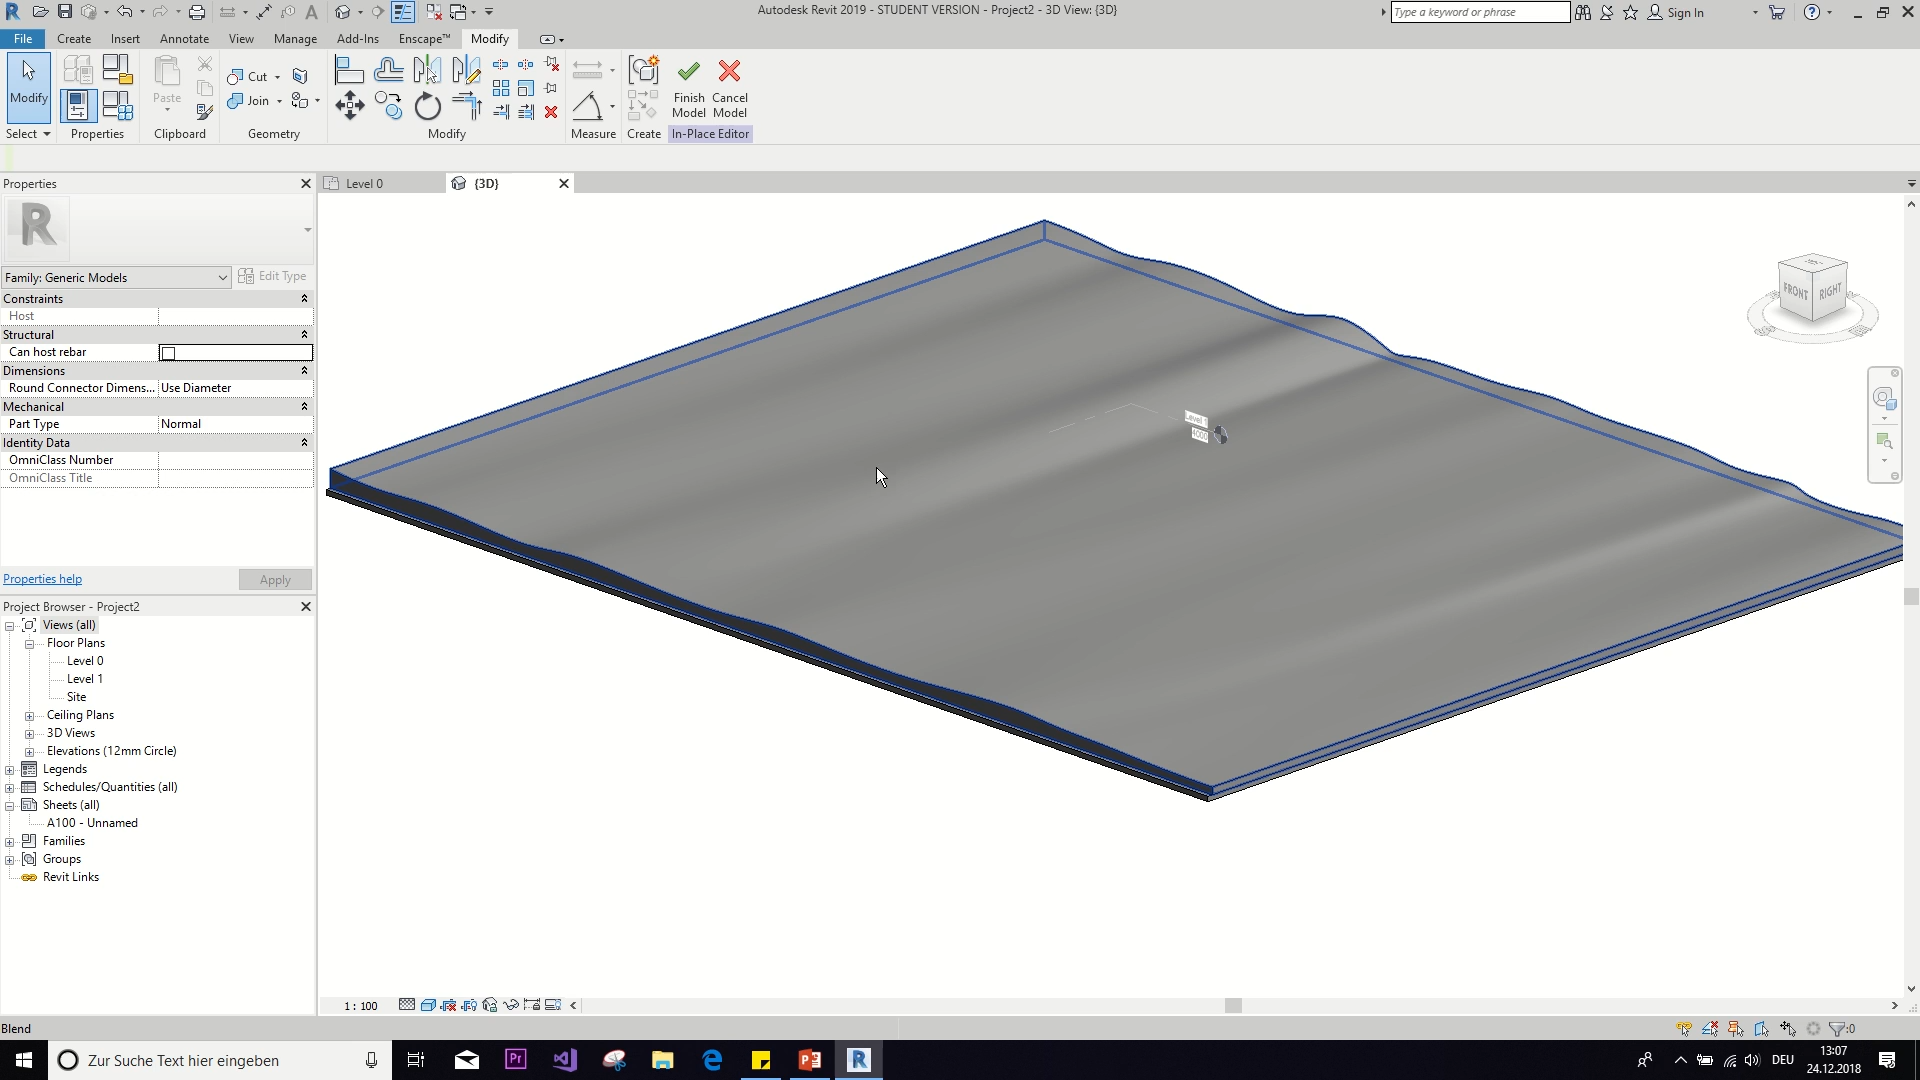 Autodesk Revit 2019 - STUDENT VERSION - Project2 - 3D View: {3D}
Type a keyword or phrase
Sign In
File
Create
Insert
Annotate
View
Manage
Add-Ins
Enscape™
Modify
Modify
Paste
Cut
Join
Finish Model
Cancel Model
Select
Properties
Clipboard
Geometry
Modify
Measure
Create
In-Place Editor
Properties
Level 0
{3D}
R
Family: Generic Models
Edit Type
Constraints
Host
Structural
Can host rebar
Dimensions
Round Connector Dimens...
Use Diameter
Mechanical
Part Type
Normal
Identity Data
OmniClass Number
OmniClass Title
Properties help
Apply
Project Browser - Project2
Views (all)
Floor Plans
Level 0
Level 1
Site
Ceiling Plans
3D Views
Elevations (12mm Circle)
Legends
Schedules/Quantities (all)
Sheets (all)
A100 - Unnamed
Families
Groups
Revit Links
Level
4000
FRONT
RIGHT
1 : 100
Blend
:0
Zur Suche Text hier eingeben
Pr
DEU
13:07
24.12.2018